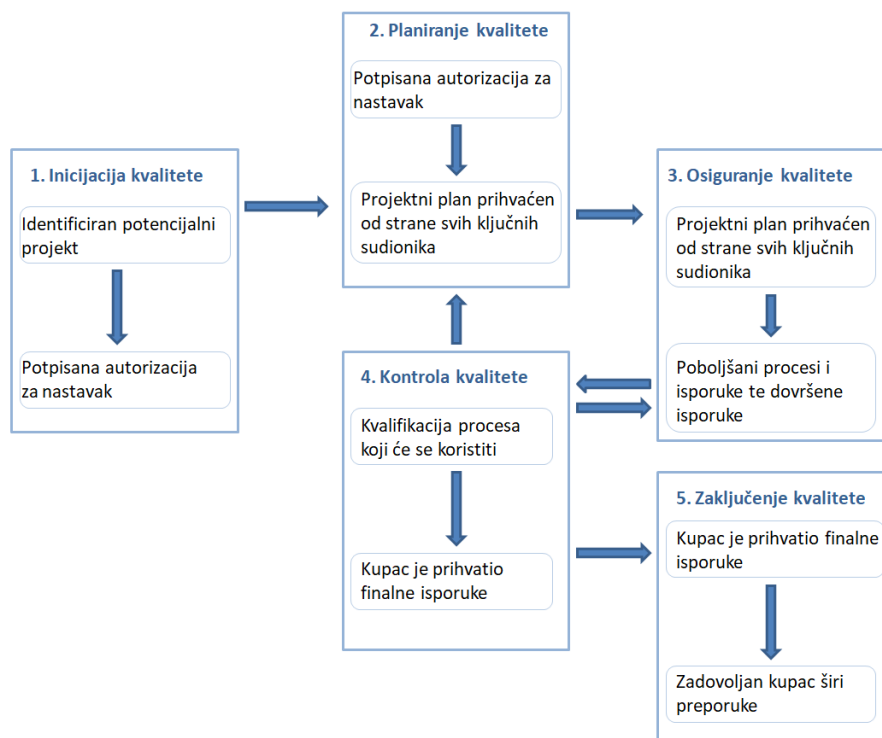 1. Inicijacija kvalitete
Identificiran potencijalni
projekt
Potpisana autorizacija
za nastavak
2. Planiranje kvalitete
Potpisana autorizacija za
nastavak
Projektni plan prihvaćen
od strane svih ključnih
sudionika
3. Osiguranje kvalitete
Projektni plan prihvaćen
od strane svih ključnih
sudionika
Poboljšani procesi i
isporuke te dovršene
isporuke
4. Kontrola kvalitete
Kvalifikacija procesa
koji će se koristiti
Kupac je prihvatio
finalne isporuke
5. Zaključenje kvalitete
Kupac je prihvatio finalne
isporuke
Zadovoljan kupac širi
preporuke